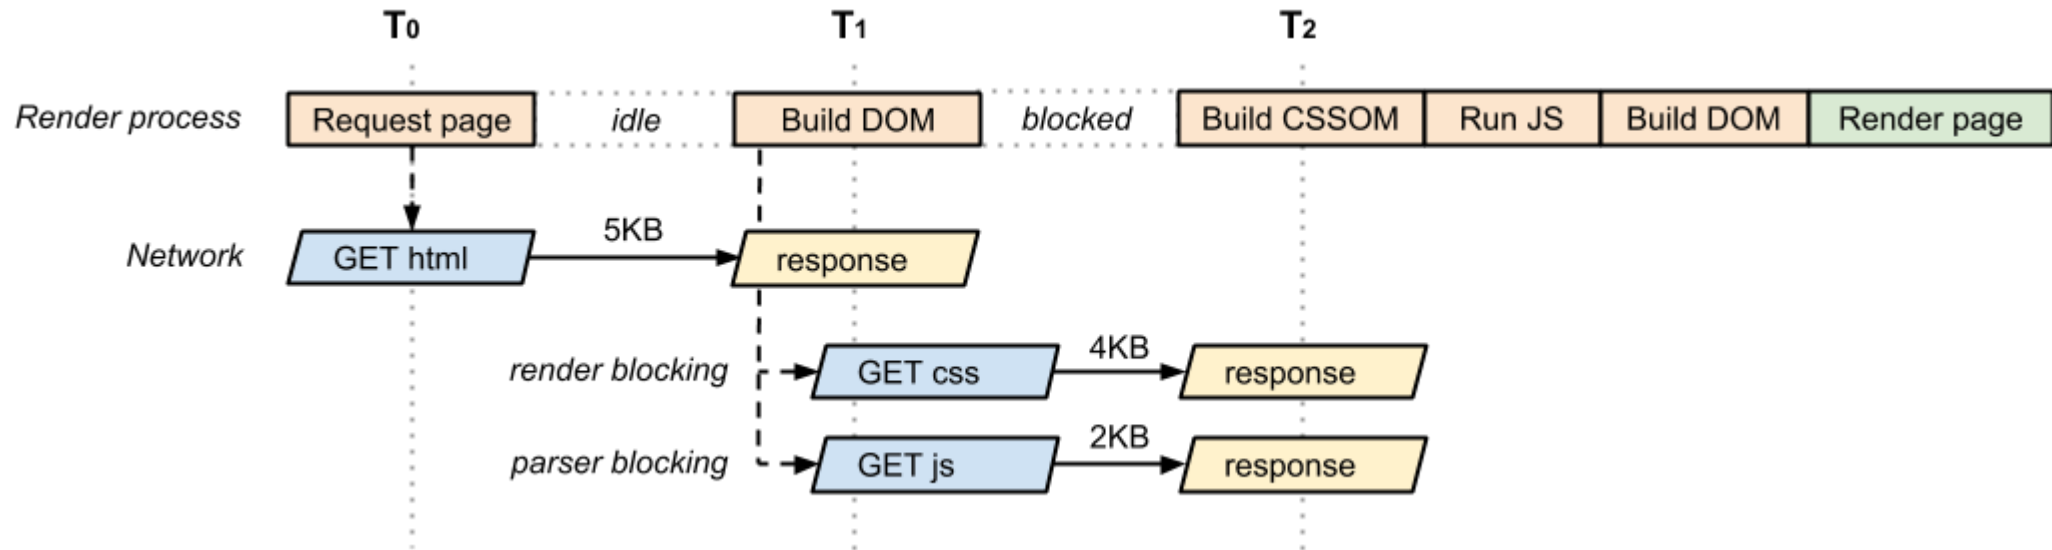 T0 T1 T2
Render process Request page idle Build DOM blocked Build CSSOM Run JS Build DOM Render page
Network GET html 5KB response
render blocking GET css 4KB response
parser blocking GET js 2KB response